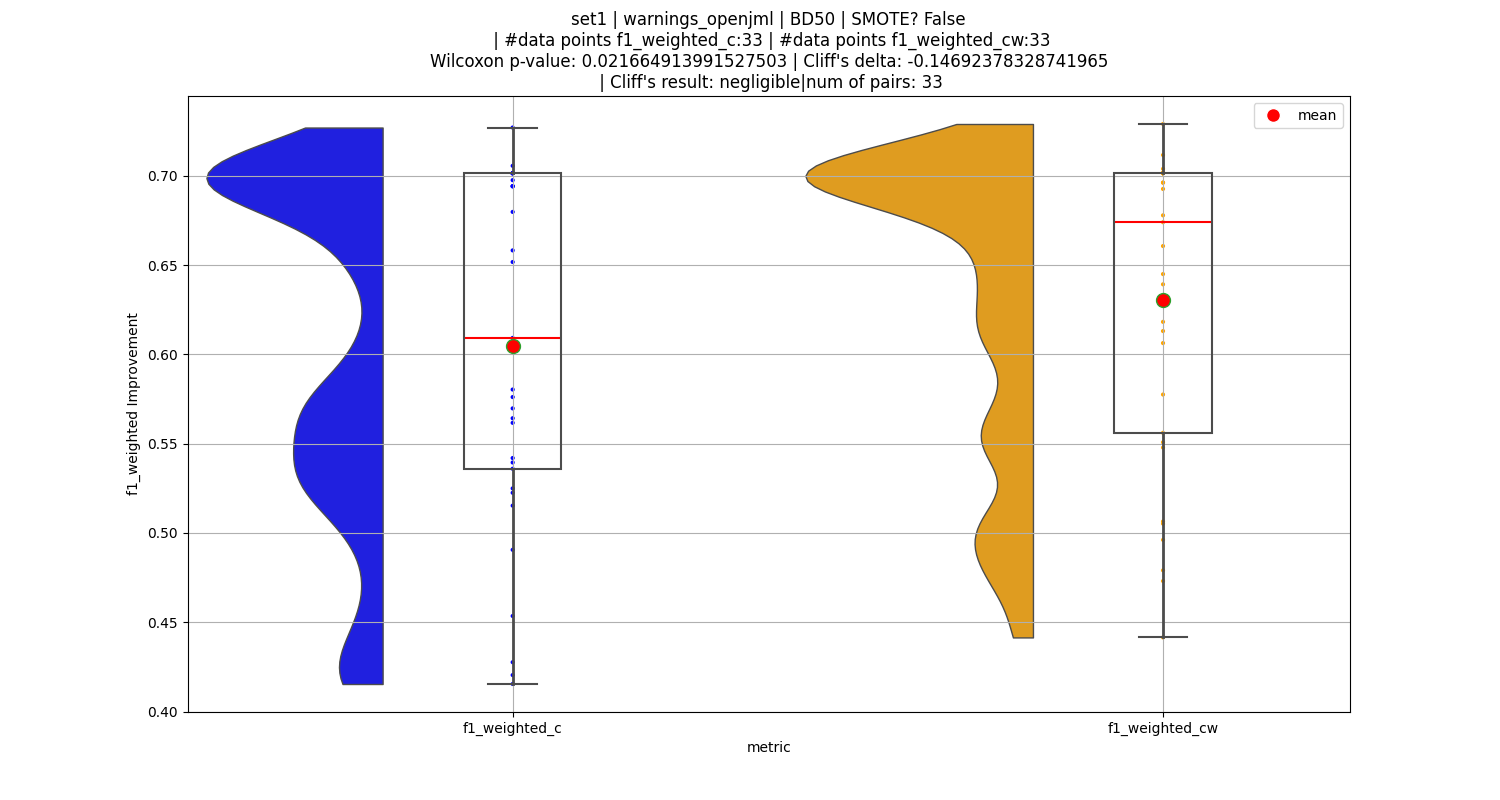 set1 | warnings_openjml | BD50 | SMOTE? False
| #data points f1_weighted_c:33 | #data points f1_weighted_cw:33
Wilcoxon p-value: 0.021664913991527503 | Cliff's delta: -0.14692378328741965
| Cliff's result: negligible|num of pairs: 33
mean
0.70
0.65
0.60
0.55
0.50
0.45
0.40
f1_weighted Improvement
f1_weighted_c
f1_weighted_cw
metric